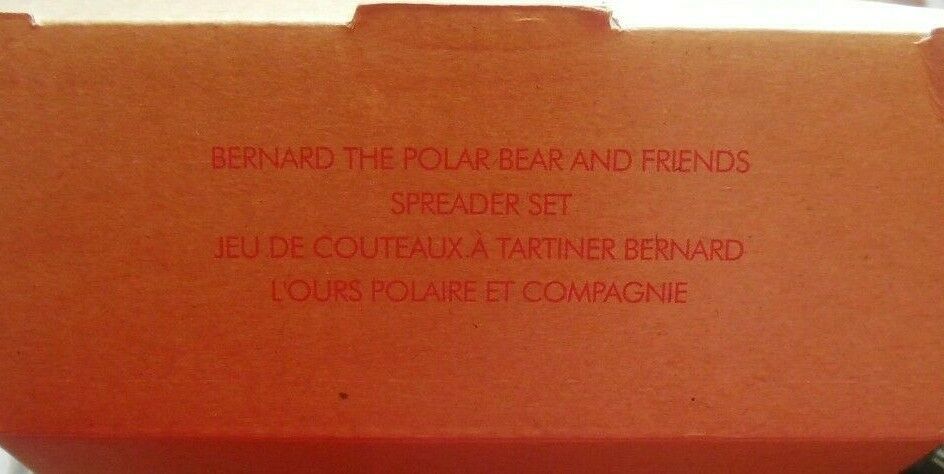 BERNARD THE POLAR BEAR AND FRIENDS
SPREADER SET
JEU DE COUTEAUX À TARTINER BERNARD
L'OURS POLAIRE ET COMPAGNIE